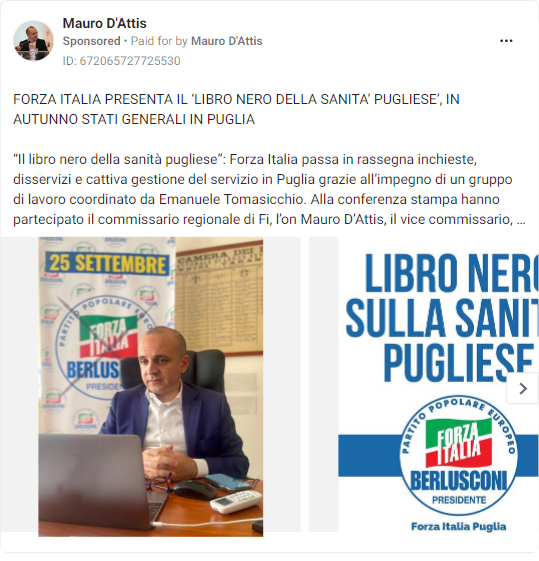 Mauro D'Attis
Sponsored • Paid for by Mauro D'Attis
ID: 672065727725530
FORZA ITALIA PRESENTA IL ‘LIBRO NERO DELLA SANITA’ PUGLIESE’, IN
AUTUNNO STATI GENERALI IN PUGLIA
“Il libro nero della sanità pugliese”: Forza Italia passa in rassegna inchieste,
disservizi e cattiva gestione del servizio in Puglia grazie all’impegno di un gruppo
di lavoro coordinato da Emanuele Tomasicchio. Alla conferenza stampa hanno
partecipato il commissario regionale di Fi, l’on Mauro D’Attis, il vice commissario, ...
25 SETTEMBRE
CAMERA DEI
PARTITO POPOLARE EUROPEO
FORZA
ITALIA
BERLUSCONI
PRESIDENTE
LIBRO NERO
SULLA SANIT
PUGLIESE
PARTITO POPOLARE EUROPEO
FORZA
ITALIA
BERLUSCONI
PRESIDENTE
Forza Italia Puglia